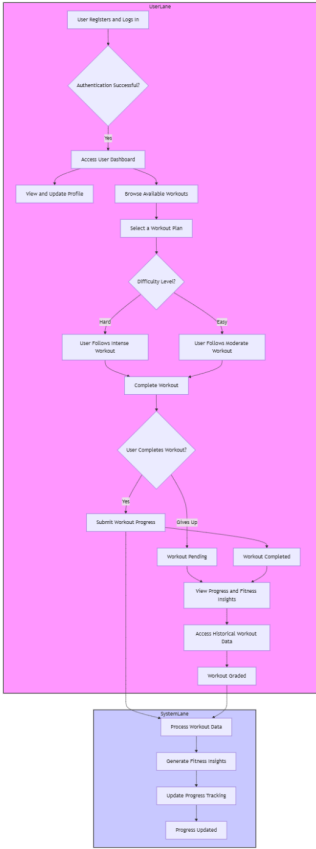 UserLane
User Registers and Logs In
Authentication Successful?
Yes
Access User Dashboard
View and Update Profile
Browse Available Workouts
Select a Workout Plan
Difficulty Level?
Hard
Easy
User Follows Intense
Workout
User Follows Moderate
Workout
Complete Workout
User Completes Workout?
Yes
Submit Workout Progress
Gives Up
Workout Pending
Workout Completed
View Progress and Fitness
Insights
Access Historical Workout
Data
Workout Graded
SystemLane
Process Workout Data
Generate Fitness Insights
Update Progress Tracking
Progress Updated